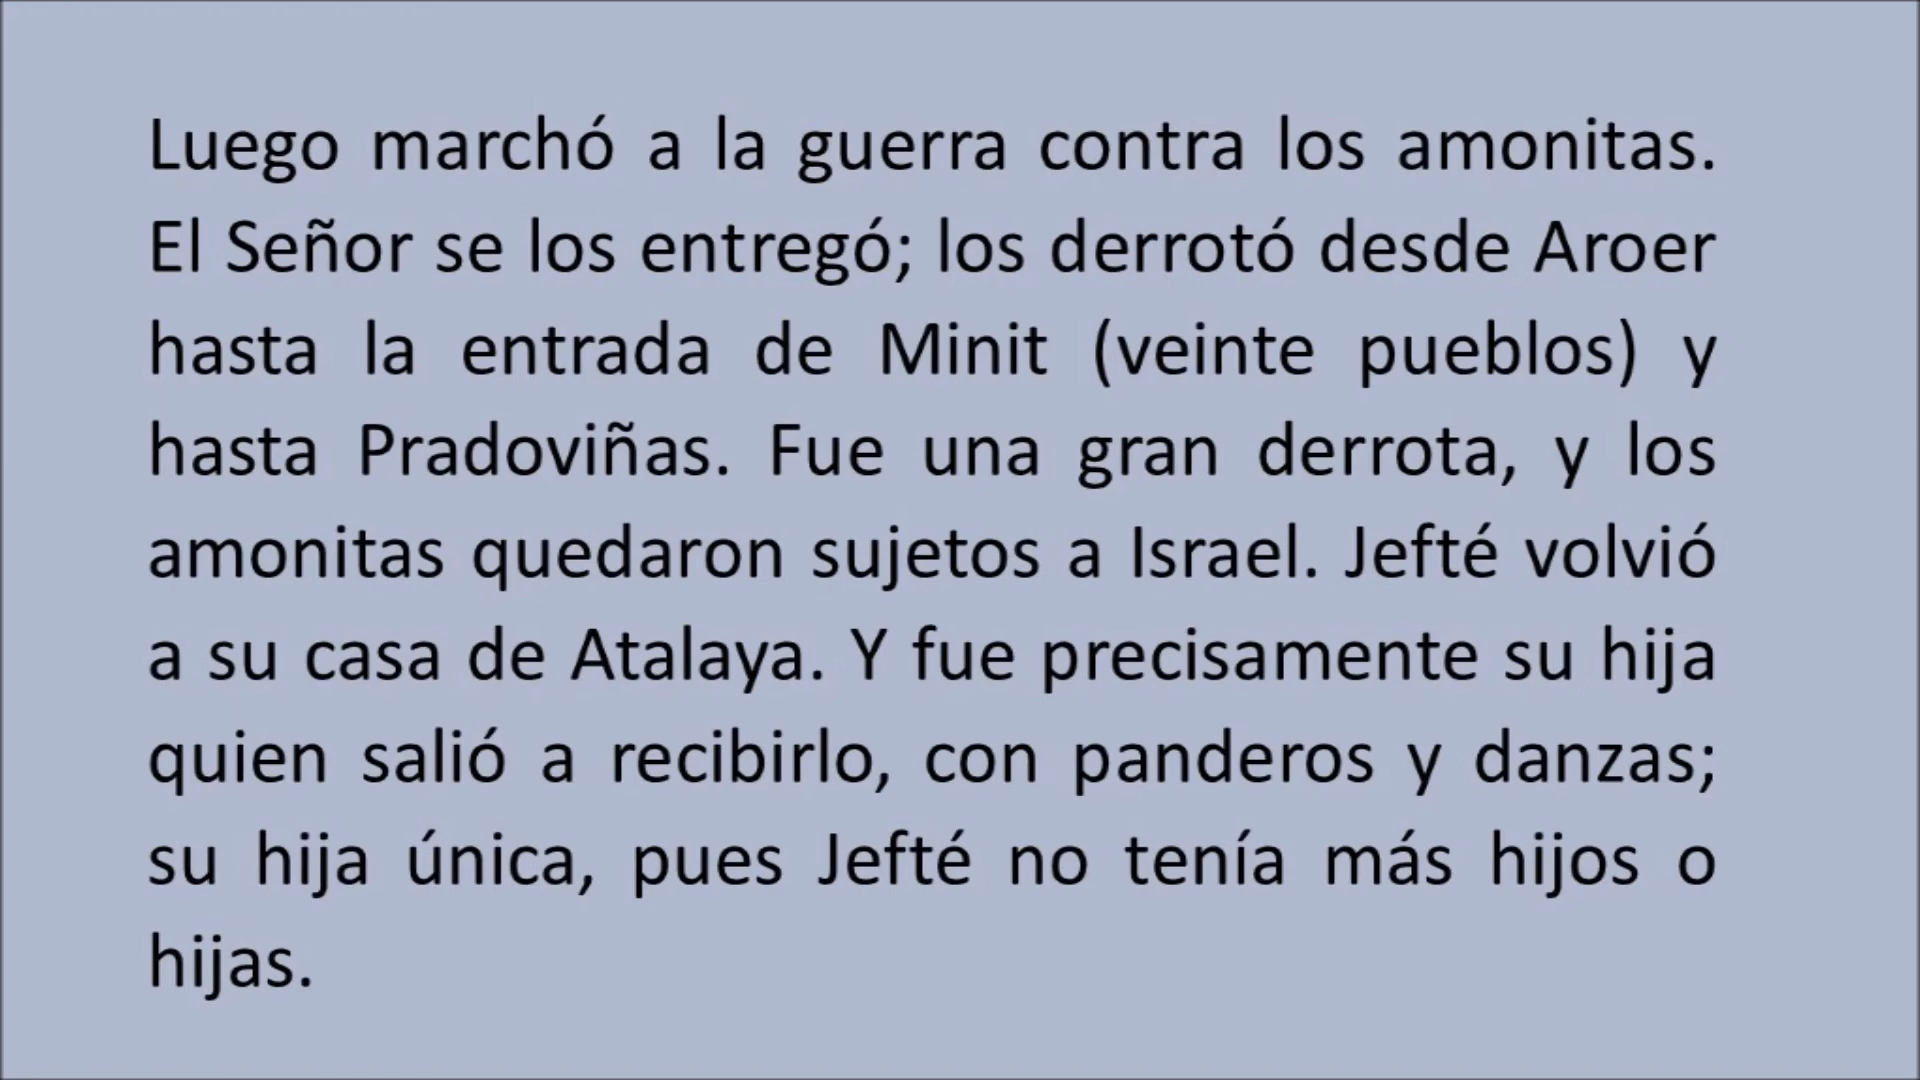 Luego marchó a la guerra contra los amonitas.
El Señor se los entregó; los derrotó desde Aroer
hasta la entrada de Minit (veinte pueblos) y
hasta Pradoviñas. Fue una gran derrota, y los
amonitas quedaron sujetos a Israel. Jefté volvió
a su casa de Atalaya. Y fue precisamente su hija
quien salió a recibirlo, con panderos y danzas;
su hija única, pues Jefté no tenía más hijos o
hijas.